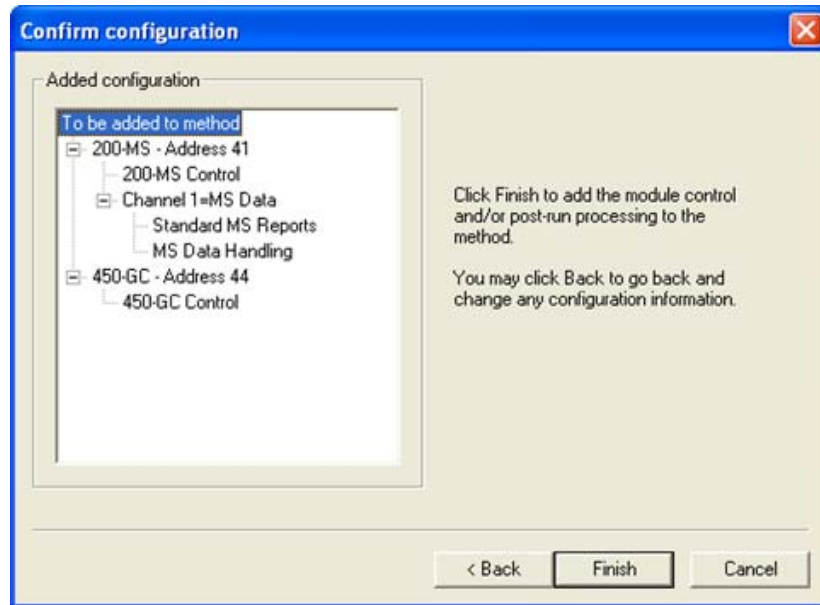 Confirm configuration
Added configuration
To be added to method
200-MS - Address 41
200-MS Control
Channel 1=MS Data
Standard MS Reports
MS Data Handling
450-GC - Address 44
450-GC Control
Click Finish to add the module control
and/or post-run processing to the
method.
You may click Back to go back and
change any configuration information.
< Back
Finish
Cancel